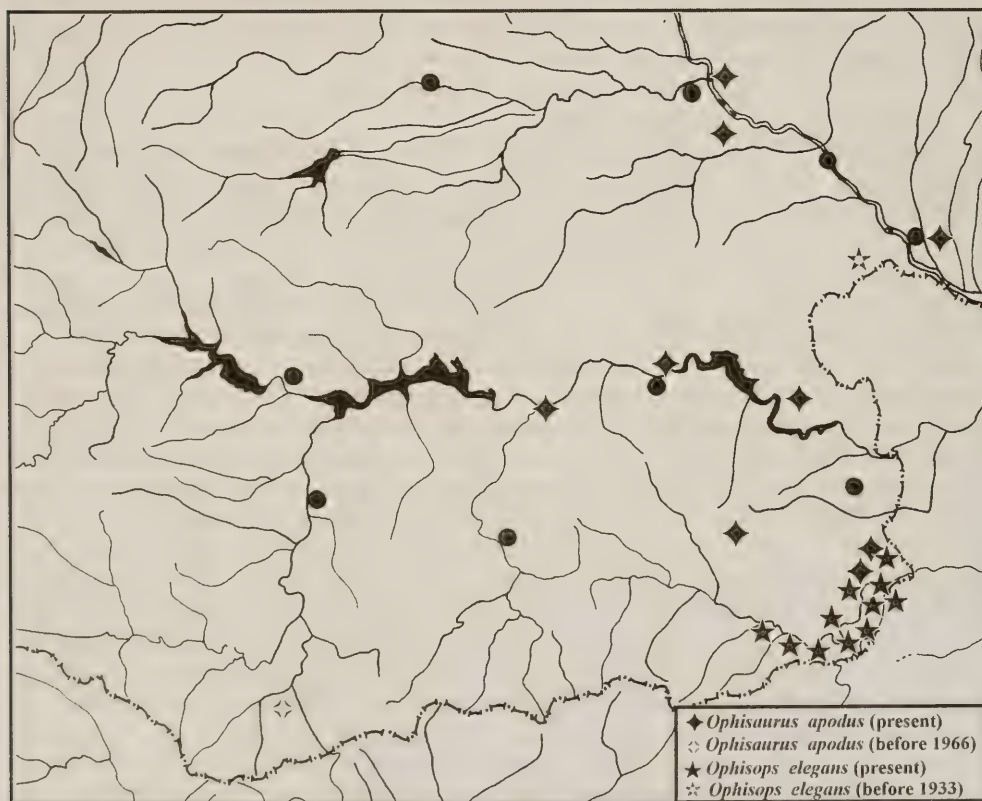 ✦ Ophisaurus apodus (present)
✧ Ophisaurus apodus (before 1966)
★ Ophisops elegans (present)
☆ Ophisops elegans (before 1933)